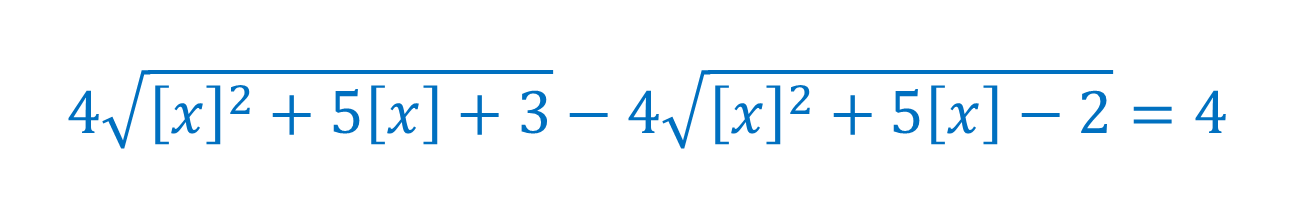 4√([x]² + 5[x] + 3) − 4√([x]² + 5[x] − 2) = 4